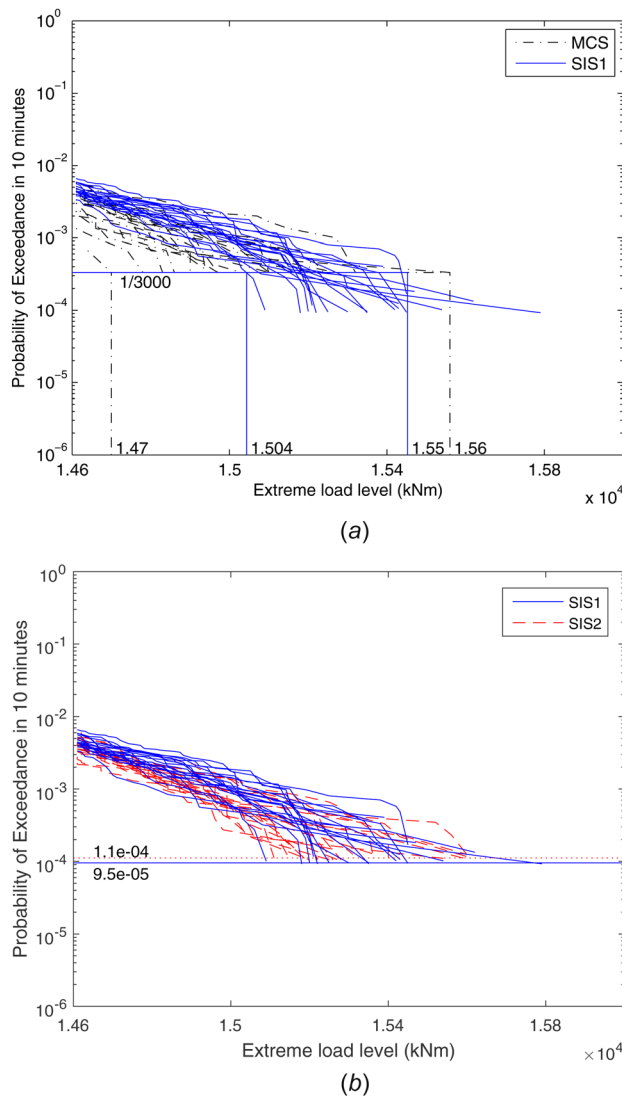 10^0
10^-1
10^-2
10^-3
10^-4
10^-5
10^-6
Probability of Exceedance in 10 minutes
MCS
SIS1
1/3000
1.47 1.504 1.55 1.56
1.46 1.5 1.54 1.58
Extreme load level (kNm)
x 10^4
(a)
10^0
10^-1
10^-2
10^-3
10^-4
10^-5
10^-6
Probability of Exceedance in 10 minutes
SIS1
SIS2
1.1e-04
9.5e-05
1.46 1.5 1.54 1.58
Extreme load level (kNm)
×10^4
(b)